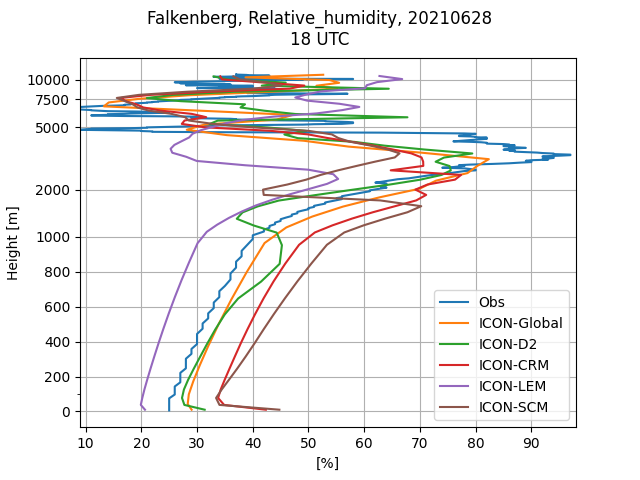 Falkenberg, Relative_humidity, 20210628
18 UTC
10000
7500
5000
2000
1000
800
600
400
200
0
Height [m]
10 20 30 40 50 60 70 80 90
[%]
Obs
ICON-Global
ICON-D2
ICON-CRM
ICON-LEM
ICON-SCM